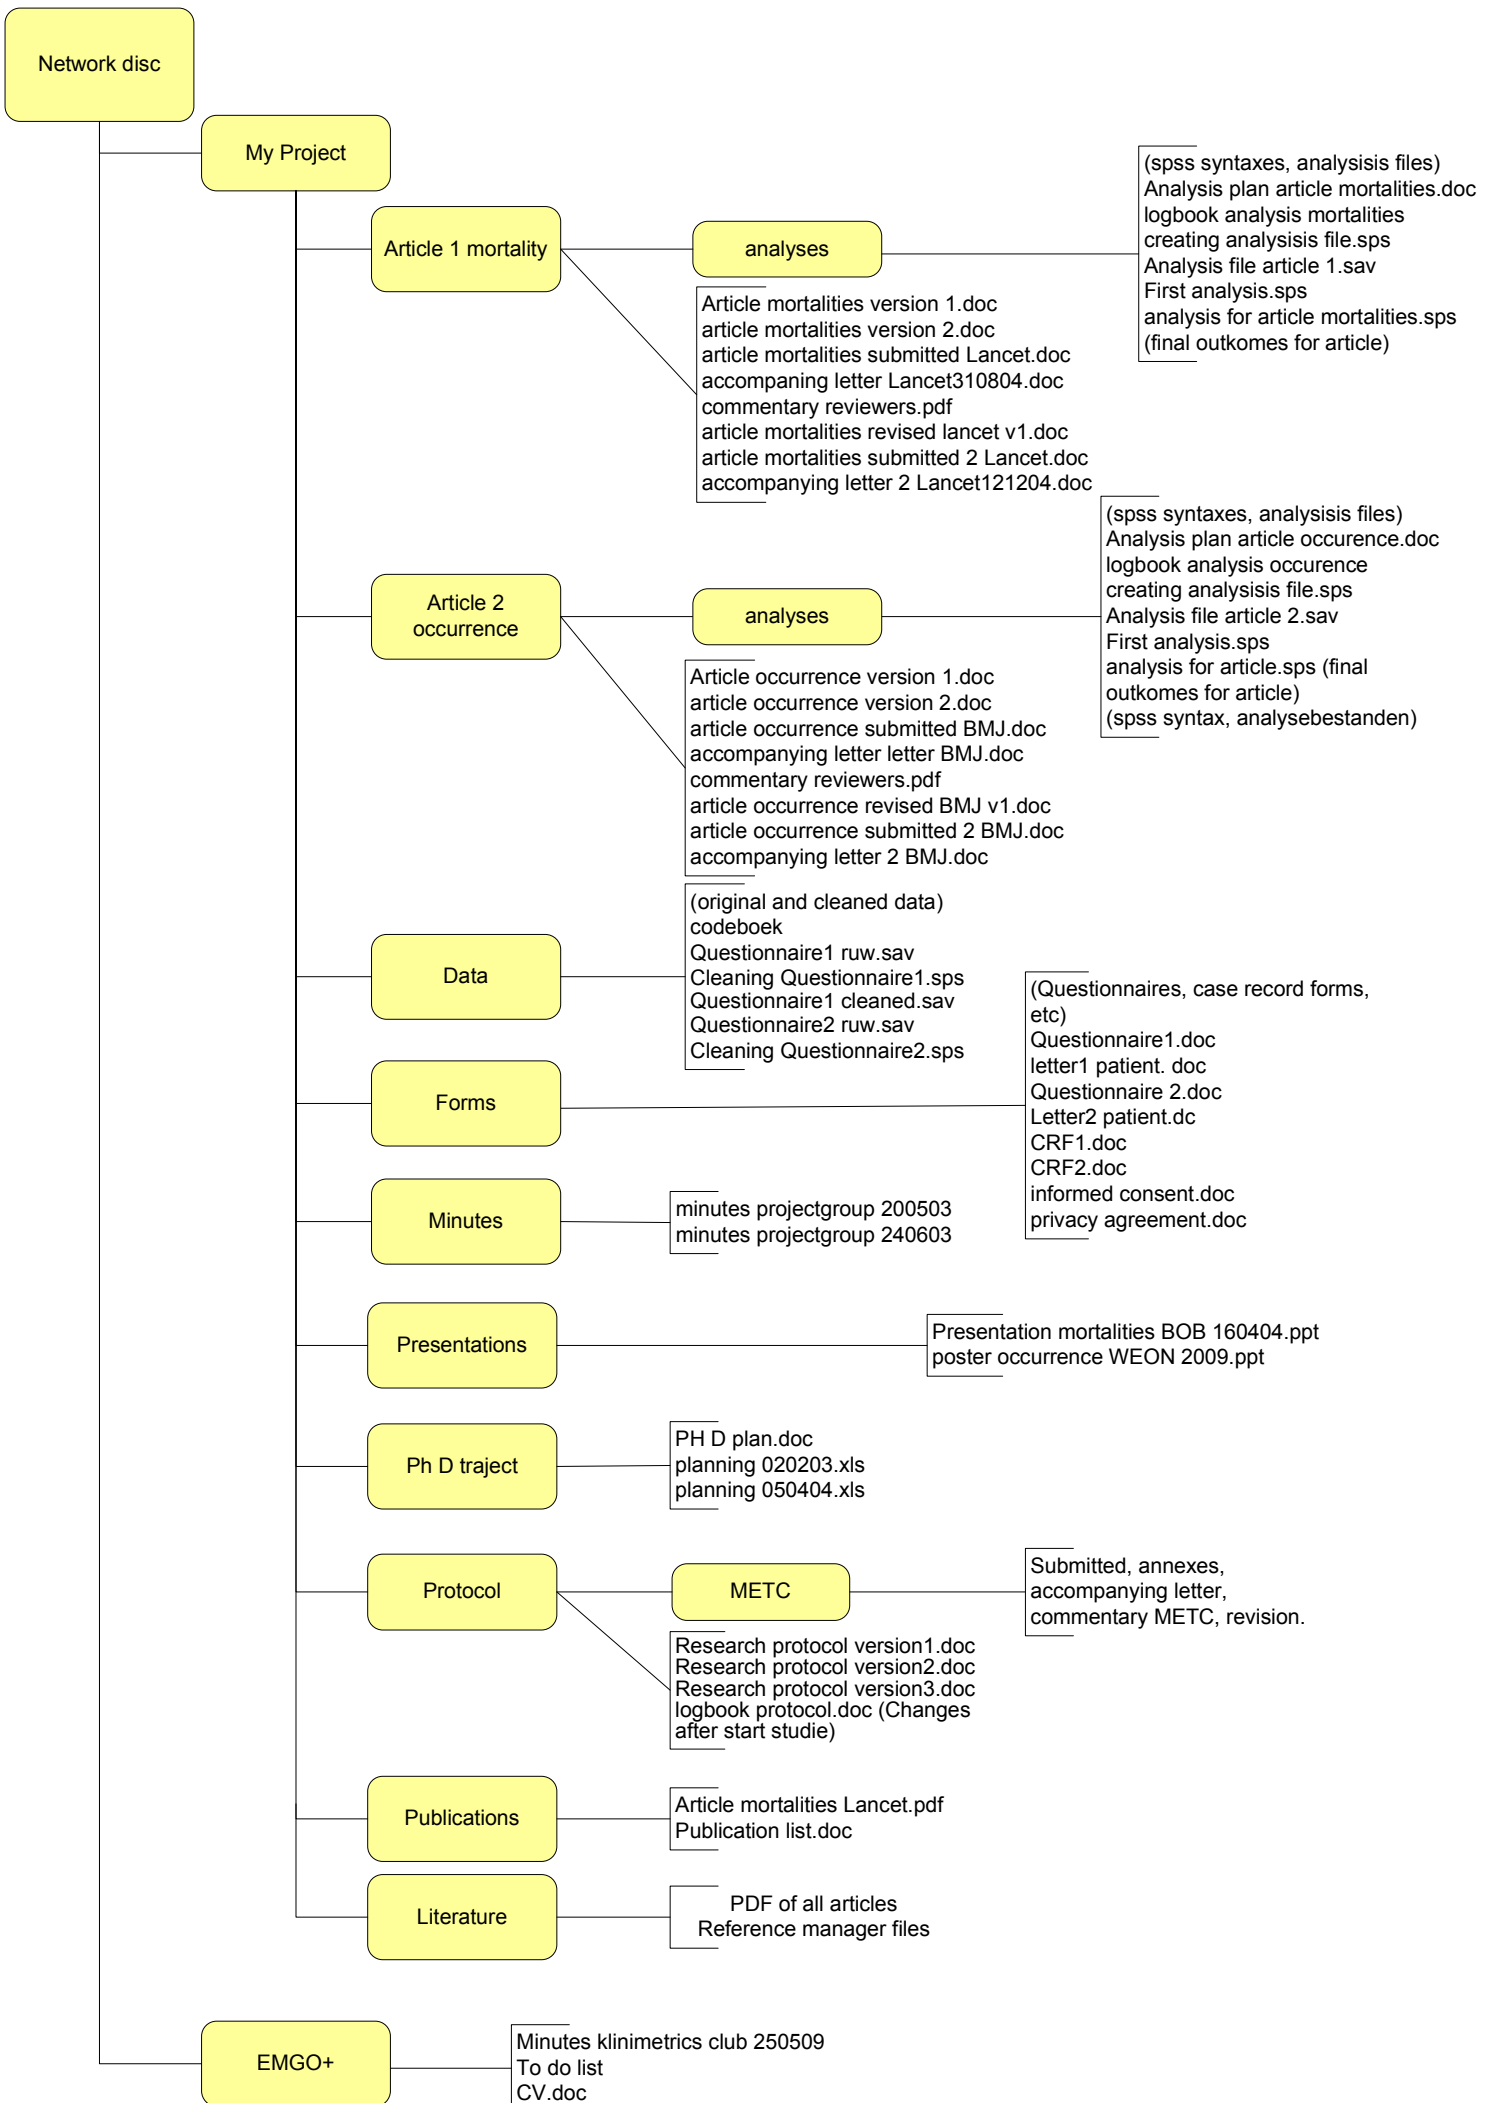 Network disc
My Project
Article 1 mortality
analyses
(spss syntaxes, analysisis files)
Analysis plan article mortalities.doc
logbook analysis mortalities
creating analysisis file.sps
Analysis file article 1.sav
First analysis.sps
analysis for article mortalities.sps
(final outkomes for article)
Article mortalities version 1.doc
article mortalities version 2.doc
article mortalities submitted Lancet.doc
accompaning letter Lancet310804.doc
commentary reviewers.pdf
article mortalities revised lancet v1.doc
article mortalities submitted 2 Lancet.doc
accompanying letter 2 Lancet121204.doc
Article 2
occurrence
analyses
(spss syntaxes, analysisis files)
Analysis plan article occurence.doc
logbook analysis occurence
creating analysisis file.sps
Analysis file article 2.sav
First analysis.sps
analysis for article.sps (final
outkomes for article)
(spss syntax, analysebestanden)
Article occurrence version 1.doc
article occurrence version 2.doc
article occurrence submitted BMJ.doc
accompanying letter letter BMJ.doc
commentary reviewers.pdf
article occurrence revised BMJ v1.doc
article occurrence submitted 2 BMJ.doc
accompanying letter 2 BMJ.doc
Data
(original and cleaned data)
codeboek
Questionnaire1 ruw.sav
Cleaning Questionnaire1.sps
Questionnaire1 cleaned.sav
Questionnaire2 ruw.sav
Cleaning Questionnaire2.sps
Forms
(Questionnaires, case record forms,
etc)
Questionnaire1.doc
letter1 patient. doc
Questionnaire 2.doc
Letter2 patient.dc
CRF1.doc
CRF2.doc
informed consent.doc
privacy agreement.doc
Minutes
minutes projectgroup 200503
minutes projectgroup 240603
Presentations
Presentation mortalities BOB 160404.ppt
poster occurrence WEON 2009.ppt
Ph D traject
PH D plan.doc
planning 020203.xls
planning 050404.xls
Protocol
METC
Submitted, annexes,
accompanying letter,
commentary METC, revision.
Research protocol version1.doc
Research protocol version2.doc
Research protocol version3.doc
logbook protocol.doc (Changes
after start studie)
Publications
Article mortalities Lancet.pdf
Publication list.doc
Literature
PDF of all articles
Reference manager files
EMGO+
Minutes klinimetrics club 250509
To do list
CV.doc